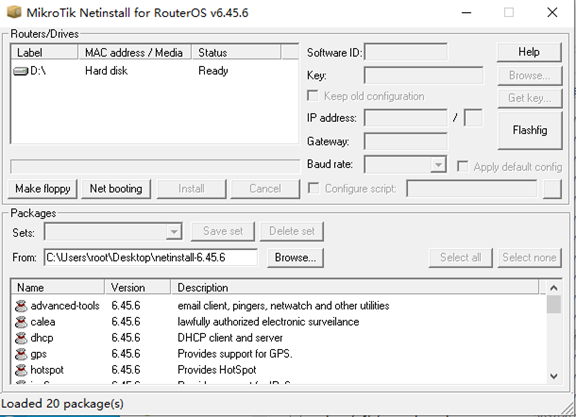 MikroTik Netinstall for RouterOS v6.45.6
Routers/Drives
Label MAC address / Media Status
D:\ Hard disk Ready
Software ID: Help
Key: Browse...
Keep old configuration Get key...
IP address: / Flashfig
Gateway:
Baud rate: Apply default config
Make floppy Net booting Install Cancel Configure script:
Packages
Sets: Save set Delete set
From: C:\Users\root\Desktop\netinstall-6.45.6 Browse... Select all Select none
Name Version Description
advanced-tools 6.45.6 email client, pingers, netwatch and other utilities
calea 6.45.6 lawfully authorized electronic surveilance
dhcp 6.45.6 DHCP client and server
gps 6.45.6 Provides support for GPS.
hotspot 6.45.6 Provides HotSpot
Loaded 20 package(s)